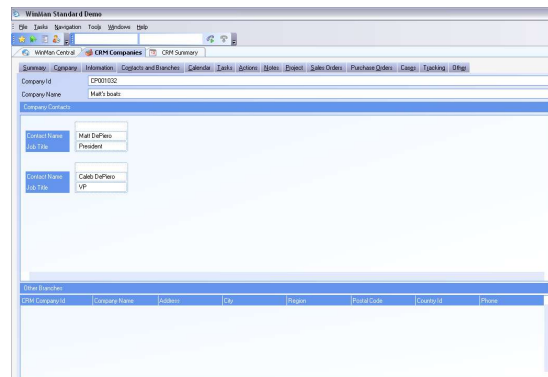 WinMan Standard Demo
File Tasks Navigation Tools Windows Help
WinMan Central CRM Companies CRM Summary
Summary Company Information Contacts and Branches Calendar Tasks Actions Notes Project Sales Orders Purchase Orders Cases Tracking Other
Company Id CP001032
Company Name Matt's boats
Company Contacts
Contact Name Matt DePiero
Job Title President
Contact Name Caleb DePiero
Job Title VP
Other Branches
CRM Company Id Company Name Address City Region Postal Code Country Id Phone